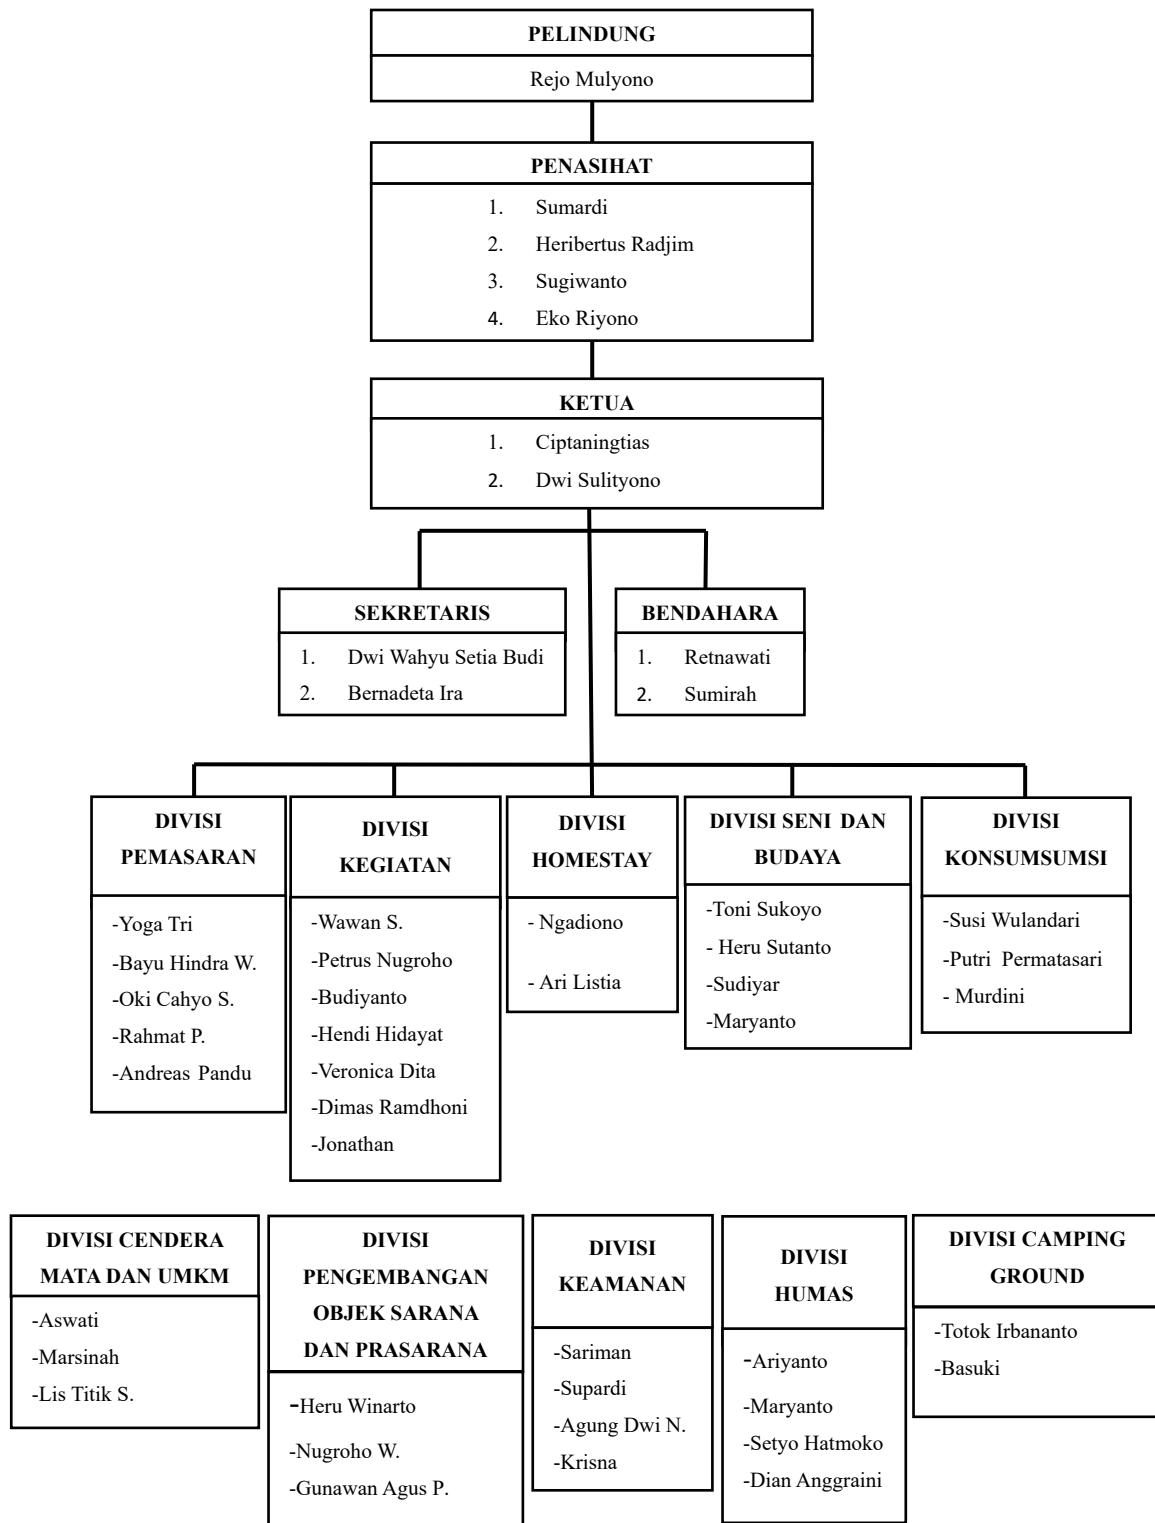 PELINDUNG
Rejo Mulyono
PENASIHAT
1. Sumardi
2. Heribertus Radjim
3. Sugiwanto
4. Eko Riyono
KETUA
1. Ciptaningtias
2. Dwi Sulityono
SEKRETARIS
1. Dwi Wahyu Setia Budi
2. Bernadeta Ira
BENDAHARA
1. Retnawati
2. Sumirah
DIVISI
PEMASARAN
-Yoga Tri
-Bayu Hindra W.
-Oki Cahyo S.
-Rahmat P.
-Andreas Pandu
DIVISI
KEGIATAN
-Wawan S.
-Petrus Nugroho
-Budiyanto
-Hendi Hidayat
-Veronica Dita
-Dimas Ramdhoni
-Jonathan
DIVISI
HOMESTAY
- Ngadiono
- Ari Listia
DIVISI SENI DAN
BUDAYA
-Toni Sukoyo
- Heru Sutanto
-Sudiyar
-Maryanto
DIVISI
KONSUMSUMSI
-Susi Wulandari
-Putri Permatasari
- Murdini
DIVISI CENDERA
MATA DAN UMKM
-Aswati
-Marsinah
-Lis Titik S.
DIVISI
PENGEMBANGAN
OBJEK SARANA
DAN PRASARANA
-Heru Winarto
-Nugroho W.
-Gunawan Agus P.
DIVISI
KEAMANAN
-Sariman
-Supardi
-Agung Dwi N.
-Krisna
DIVISI
HUMAS
-Ariyanto
-Maryanto
-Setyo Hatmoko
-Dian Anggraini
DIVISI CAMPING
GROUND
-Totok Irbananto
-Basuki